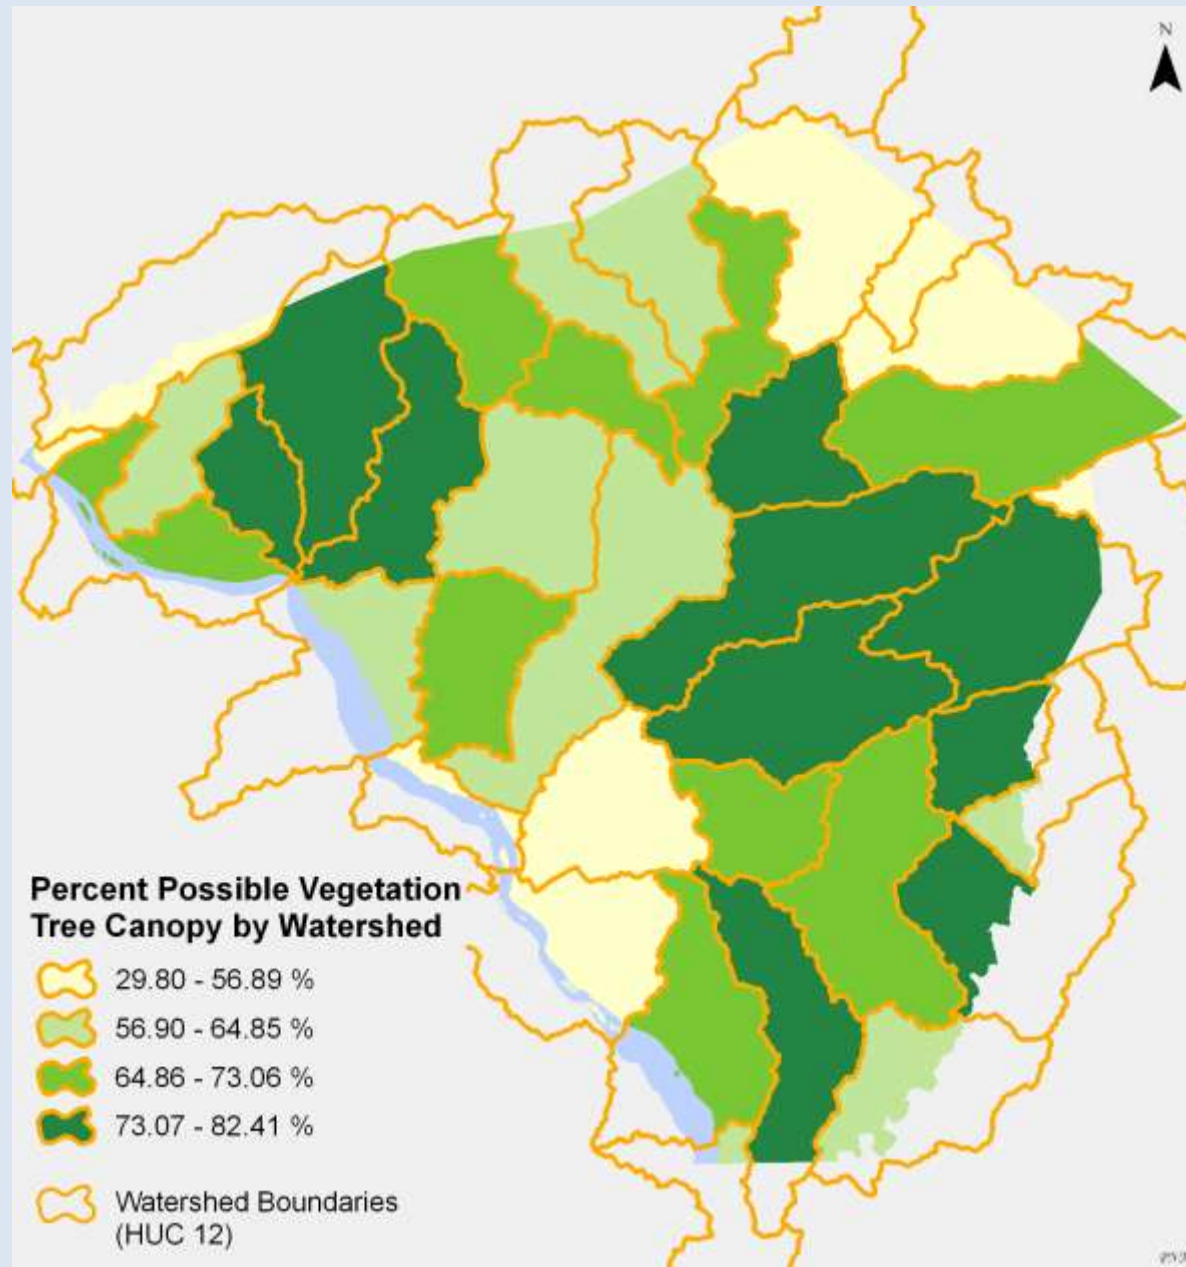 N
Percent Possible Vegetation
Tree Canopy by Watershed
29.80 - 56.89 %
56.90 - 64.85 %
64.86 - 73.06 %
73.07 - 82.41 %
Watershed Boundaries
(HUC 12)